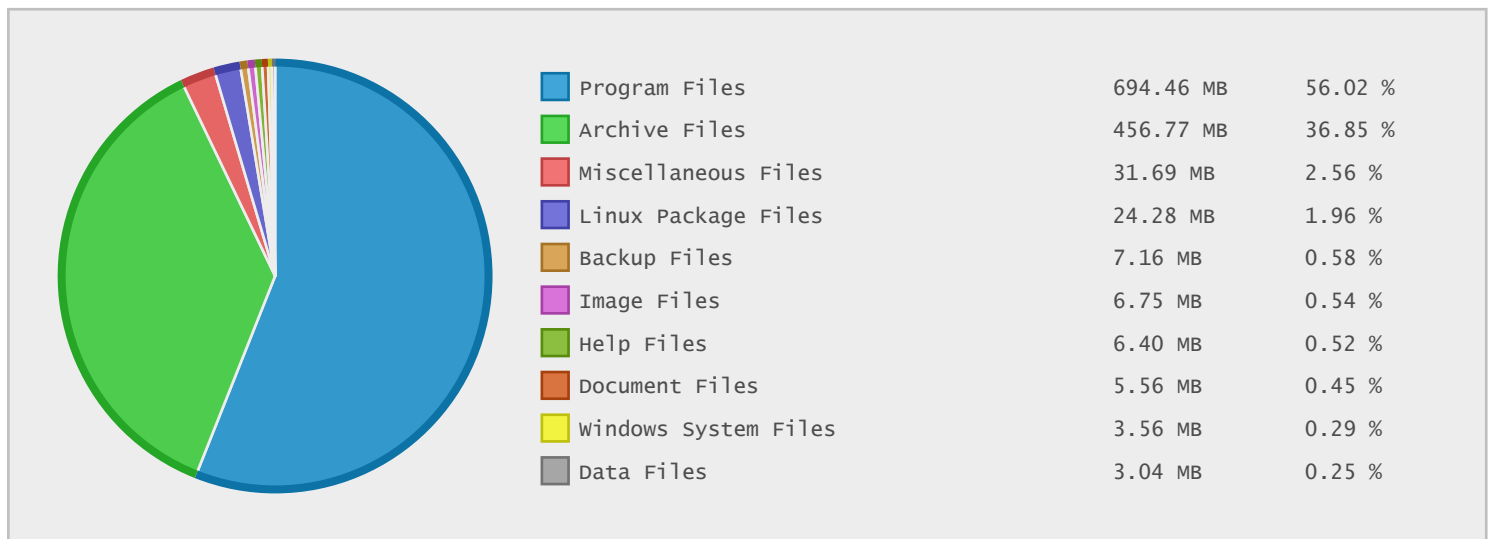 Program Files 694.46 MB 56.02 %
Archive Files 456.77 MB 36.85 %
Miscellaneous Files 31.69 MB 2.56 %
Linux Package Files 24.28 MB 1.96 %
Backup Files 7.16 MB 0.58 %
Image Files 6.75 MB 0.54 %
Help Files 6.40 MB 0.52 %
Document Files 5.56 MB 0.45 %
Windows System Files 3.56 MB 0.29 %
Data Files 3.04 MB 0.25 %